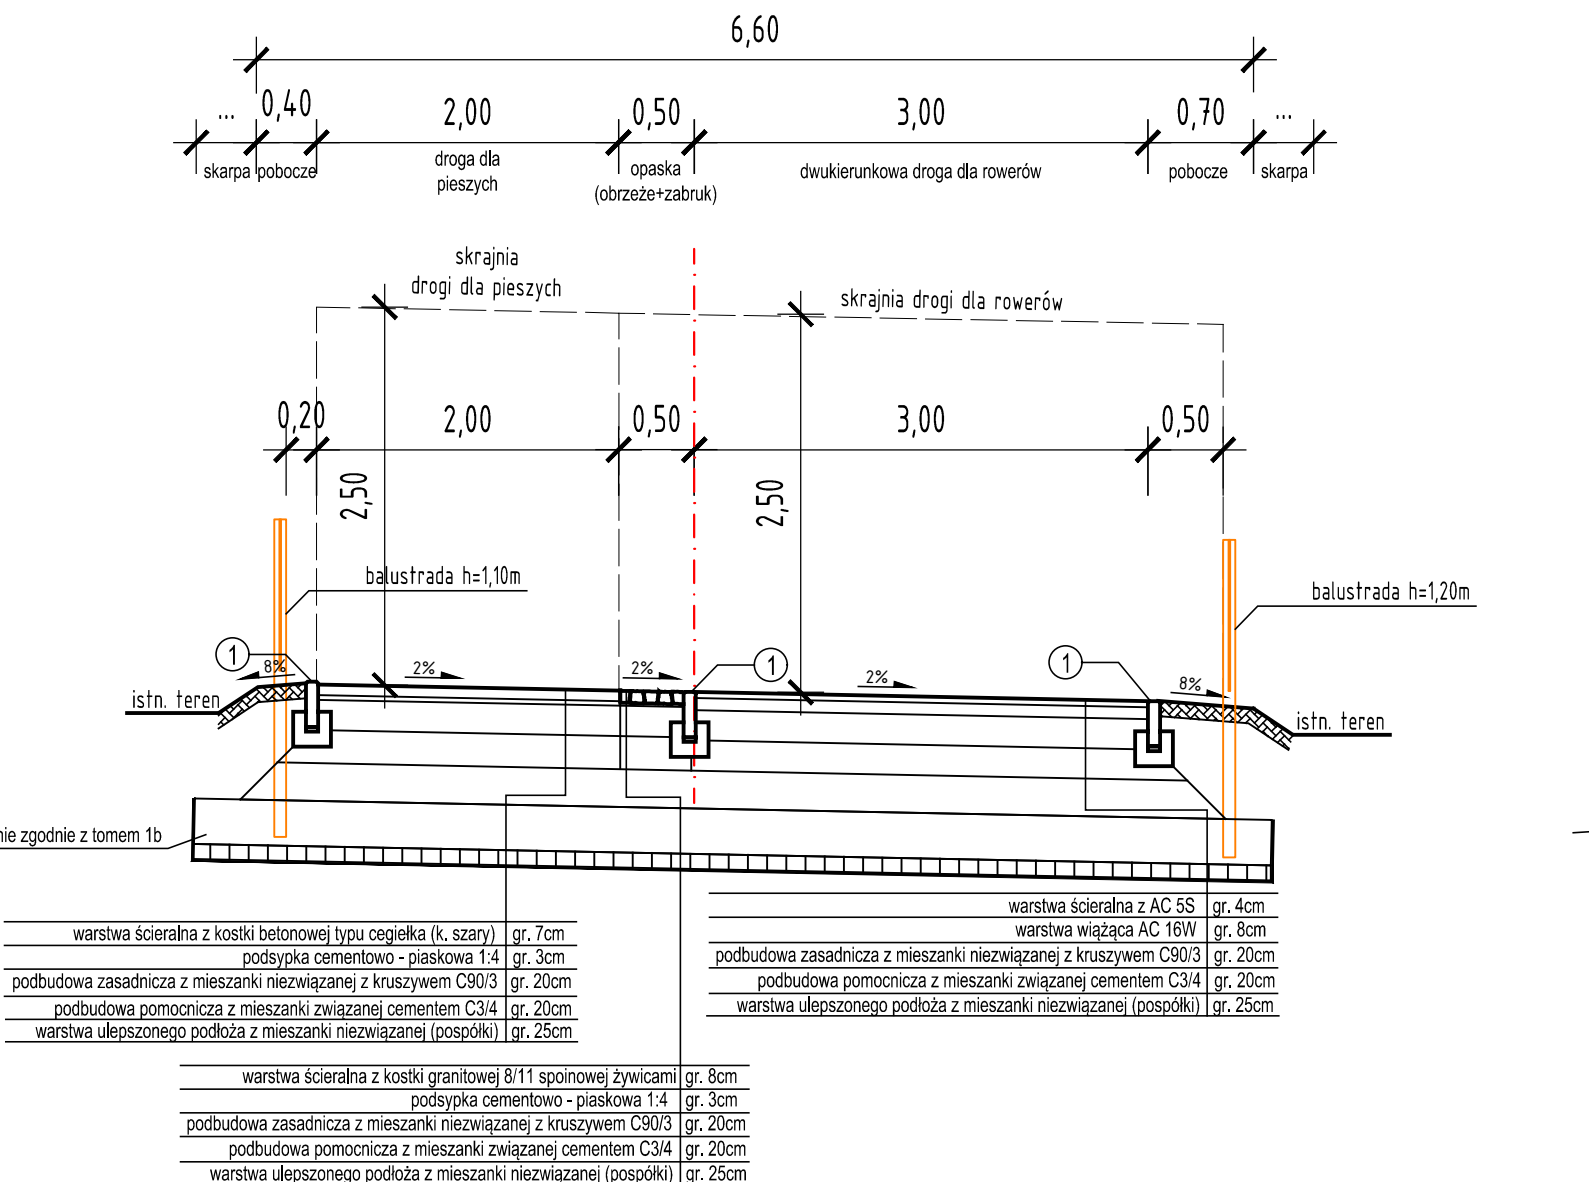 6,60
... 0,40 2,00 0,50 3,00 0,70 ...
skarpa pobocze droga dla pieszych opaska (obrzeże+zabruk) dwukierunkowa droga dla rowerów pobocze skarpa
skrajnia
drogi dla pieszych
skrajnia drogi dla rowerów
0,20 2,00 0,50 3,00 0,50
2,50
2,50
balustrada h=1,10m
balustrada h=1,20m
1
1
1
8%
2%
2%
2%
8%
istn. teren
istn. teren
zgodnie z tomem 1b
warstwa ścieralna z kostki betonowej typu cegiełka (k. szary) gr. 7cm
podsypka cementowo - piaskowa 1:4 gr. 3cm
podbudowa zasadnicza z mieszanki niezwiązanej z kruszywem C90/3 gr. 20cm
podbudowa pomocnicza z mieszanki związanej cementem C3/4 gr. 20cm
warstwa ulepszonego podłoża z mieszanki niezwiązanej (pospółki) gr. 25cm
warstwa ścieralna z AC 5S gr. 4cm
warstwa wiążąca AC 16W gr. 8cm
podbudowa zasadnicza z mieszanki niezwiązanej z kruszywem C90/3 gr. 20cm
podbudowa pomocnicza z mieszanki związanej cementem C3/4 gr. 20cm
warstwa ulepszonego podłoża z mieszanki niezwiązanej (pospółki) gr. 25cm
warstwa ścieralna z kostki granitowej 8/11 spoinowej żywicami gr. 8cm
podsypka cementowo - piaskowa 1:4 gr. 3cm
podbudowa zasadnicza z mieszanki niezwiązanej z kruszywem C90/3 gr. 20cm
podbudowa pomocnicza z mieszanki związanej cementem C3/4 gr. 20cm
warstwa ulepszonego podłoża z mieszanki niezwiązanej (pospółki) gr. 25cm